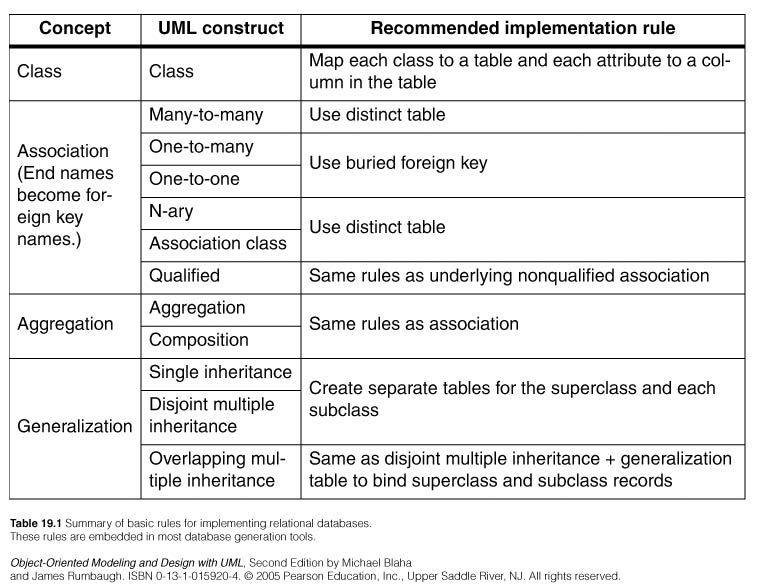 Concept UML construct Recommended implementation rule
Class Class Map each class to a table and each attribute to a col-
umn in the table
Association
(End names
become for-
eign key
names.)
Many-to-many Use distinct table
One-to-many
One-to-one
Use buried foreign key
N-ary
Association class
Use distinct table
Qualified Same rules as underlying nonqualified association
Aggregation
Aggregation
Composition
Same rules as association
Generalization
Single inheritance
Disjoint multiple
inheritance
Create separate tables for the superclass and each
subclass
Overlapping mul-
tiple inheritance
Same as disjoint multiple inheritance + generalization
table to bind superclass and subclass records
Table 19.1 Summary of basic rules for implementing relational databases.
These rules are embedded in most database generation tools.
Object-Oriented Modeling and Design with UML, Second Edition by Michael Blaha
and James Rumbaugh. ISBN 0-13-1-015920-4. © 2005 Pearson Education, Inc., Upper Saddle River, NJ. All rights reserved.